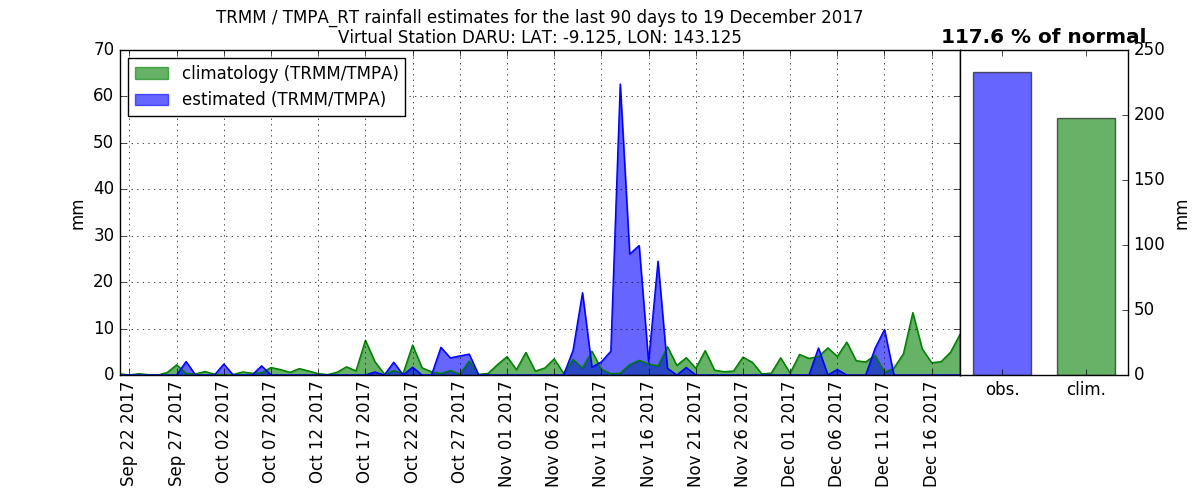 TRMM / TMPA_RT rainfall estimates for the last 90 days to 19 December 2017
Virtual Station DARU: LAT: -9.125, LON: 143.125
117.6 % of normal
climatology (TRMM/TMPA)
estimated (TRMM/TMPA)
70
60
50
40
30
20
10
0
mm
Sep 22 2017
Sep 27 2017
Oct 02 2017
Oct 07 2017
Oct 12 2017
Oct 17 2017
Oct 22 2017
Oct 27 2017
Nov 01 2017
Nov 06 2017
Nov 11 2017
Nov 16 2017
Nov 21 2017
Nov 26 2017
Dec 01 2017
Dec 06 2017
Dec 11 2017
Dec 16 2017
250
200
150
100
50
0
mm
obs.
clim.